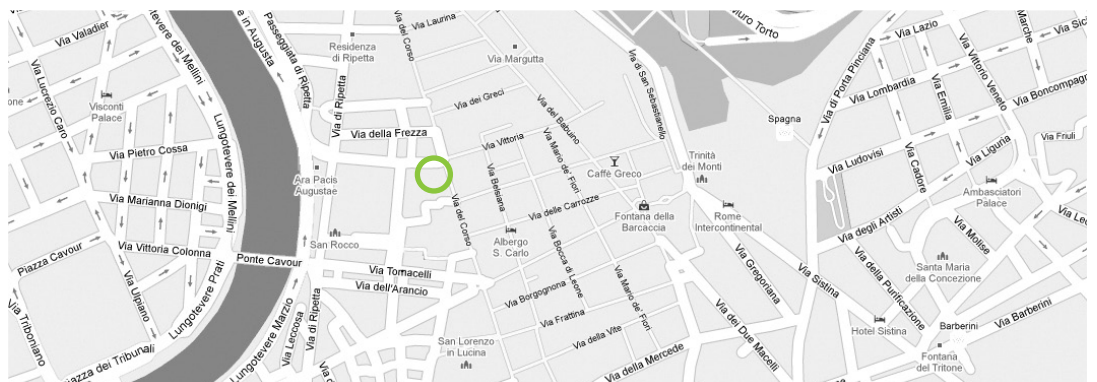 Via Laurina
Muro Torto
Via Lazio
Via Valadier
Lungotevere dei Mellini
Passeggiata di Ripetta
Via del Corso
Residenza
di Ripetta
Via Margutta
Via di San Sebastianello
Via di Porta Pinciana
Via Vittorio Veneto
Marche
Via Lucrezio Caro
Visconti
Palace
Via di Ripetta
Via dei Greci
Via del Babuino
Via Lombardia
Via Emilia
Via Boncompag
Spagna
Via della Frezza
Via Vittoria
Via Mario de' Fiori
Via Friuli
Via Pietro Cossa
Lungotevere dei Mellini
Via Ludovisi
Via Liguria
Trinità
dei Monti
Caffè Greco
Via Belsiana
Via Cadore
Ara Pacis
Augustae
Via Marianna Dionigi
Via del Corso
Via delle Carrozze
Fontana della
Barcaccia
Rome
Intercontinental
Ambasciatori
Palace
Via degli Artisti
Via Molise
San Rocco
Albergo
S. Carlo
Via Bocca di Leone
Via Vittoria Colonna
Ponte Cavour
Piazza Cavour
Via Tomacelli
Via dell'Arancio
Via Gregoriana
Via Sistina
Via della Purificazione
Santa Maria
della Concezione
Via Ulpiano
Lungotevere Prati
Lungotevere Marzio
Via di Ripetta
Via Leccosa
Via Borgognona
Via Mario de' Fiori
Via Triboniano
Via Frattina
Via dei Due Macelli
Hotel Sistina
Barberini
Via Barberini
Via della Vite
San Lorenzo
in Lucina
Via della Mercede
Piazza dei Tribunali
Fontana
del Tritone